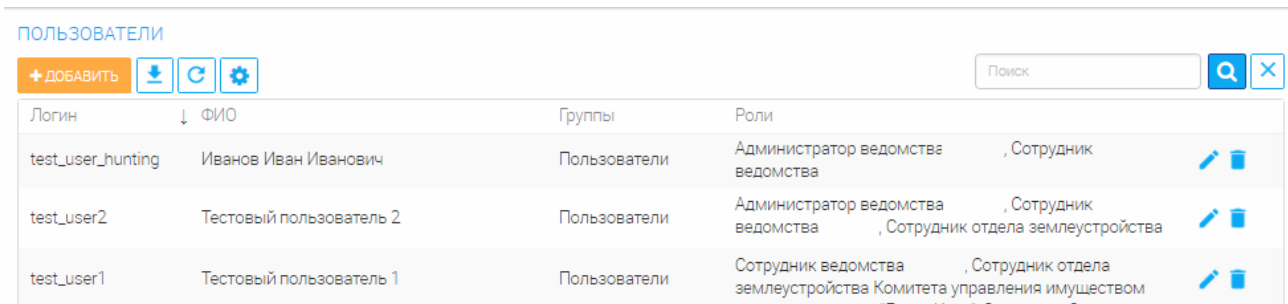 ПОЛЬЗОВАТЕЛИ
+ ДОБАВИТЬ
Поиск
Логин ↓ ФИО Группы Роли
test_user_hunting Иванов Иван Иванович Пользователи Администратор ведомства , Сотрудник
ведомства
test_user2 Тестовый пользователь 2 Пользователи Администратор ведомства , Сотрудник
ведомства , Сотрудник отдела землеустройства
test_user1 Тестовый пользователь 1 Пользователи Сотрудник ведомства , Сотрудник отдела
землеустройства Комитета управления имуществом